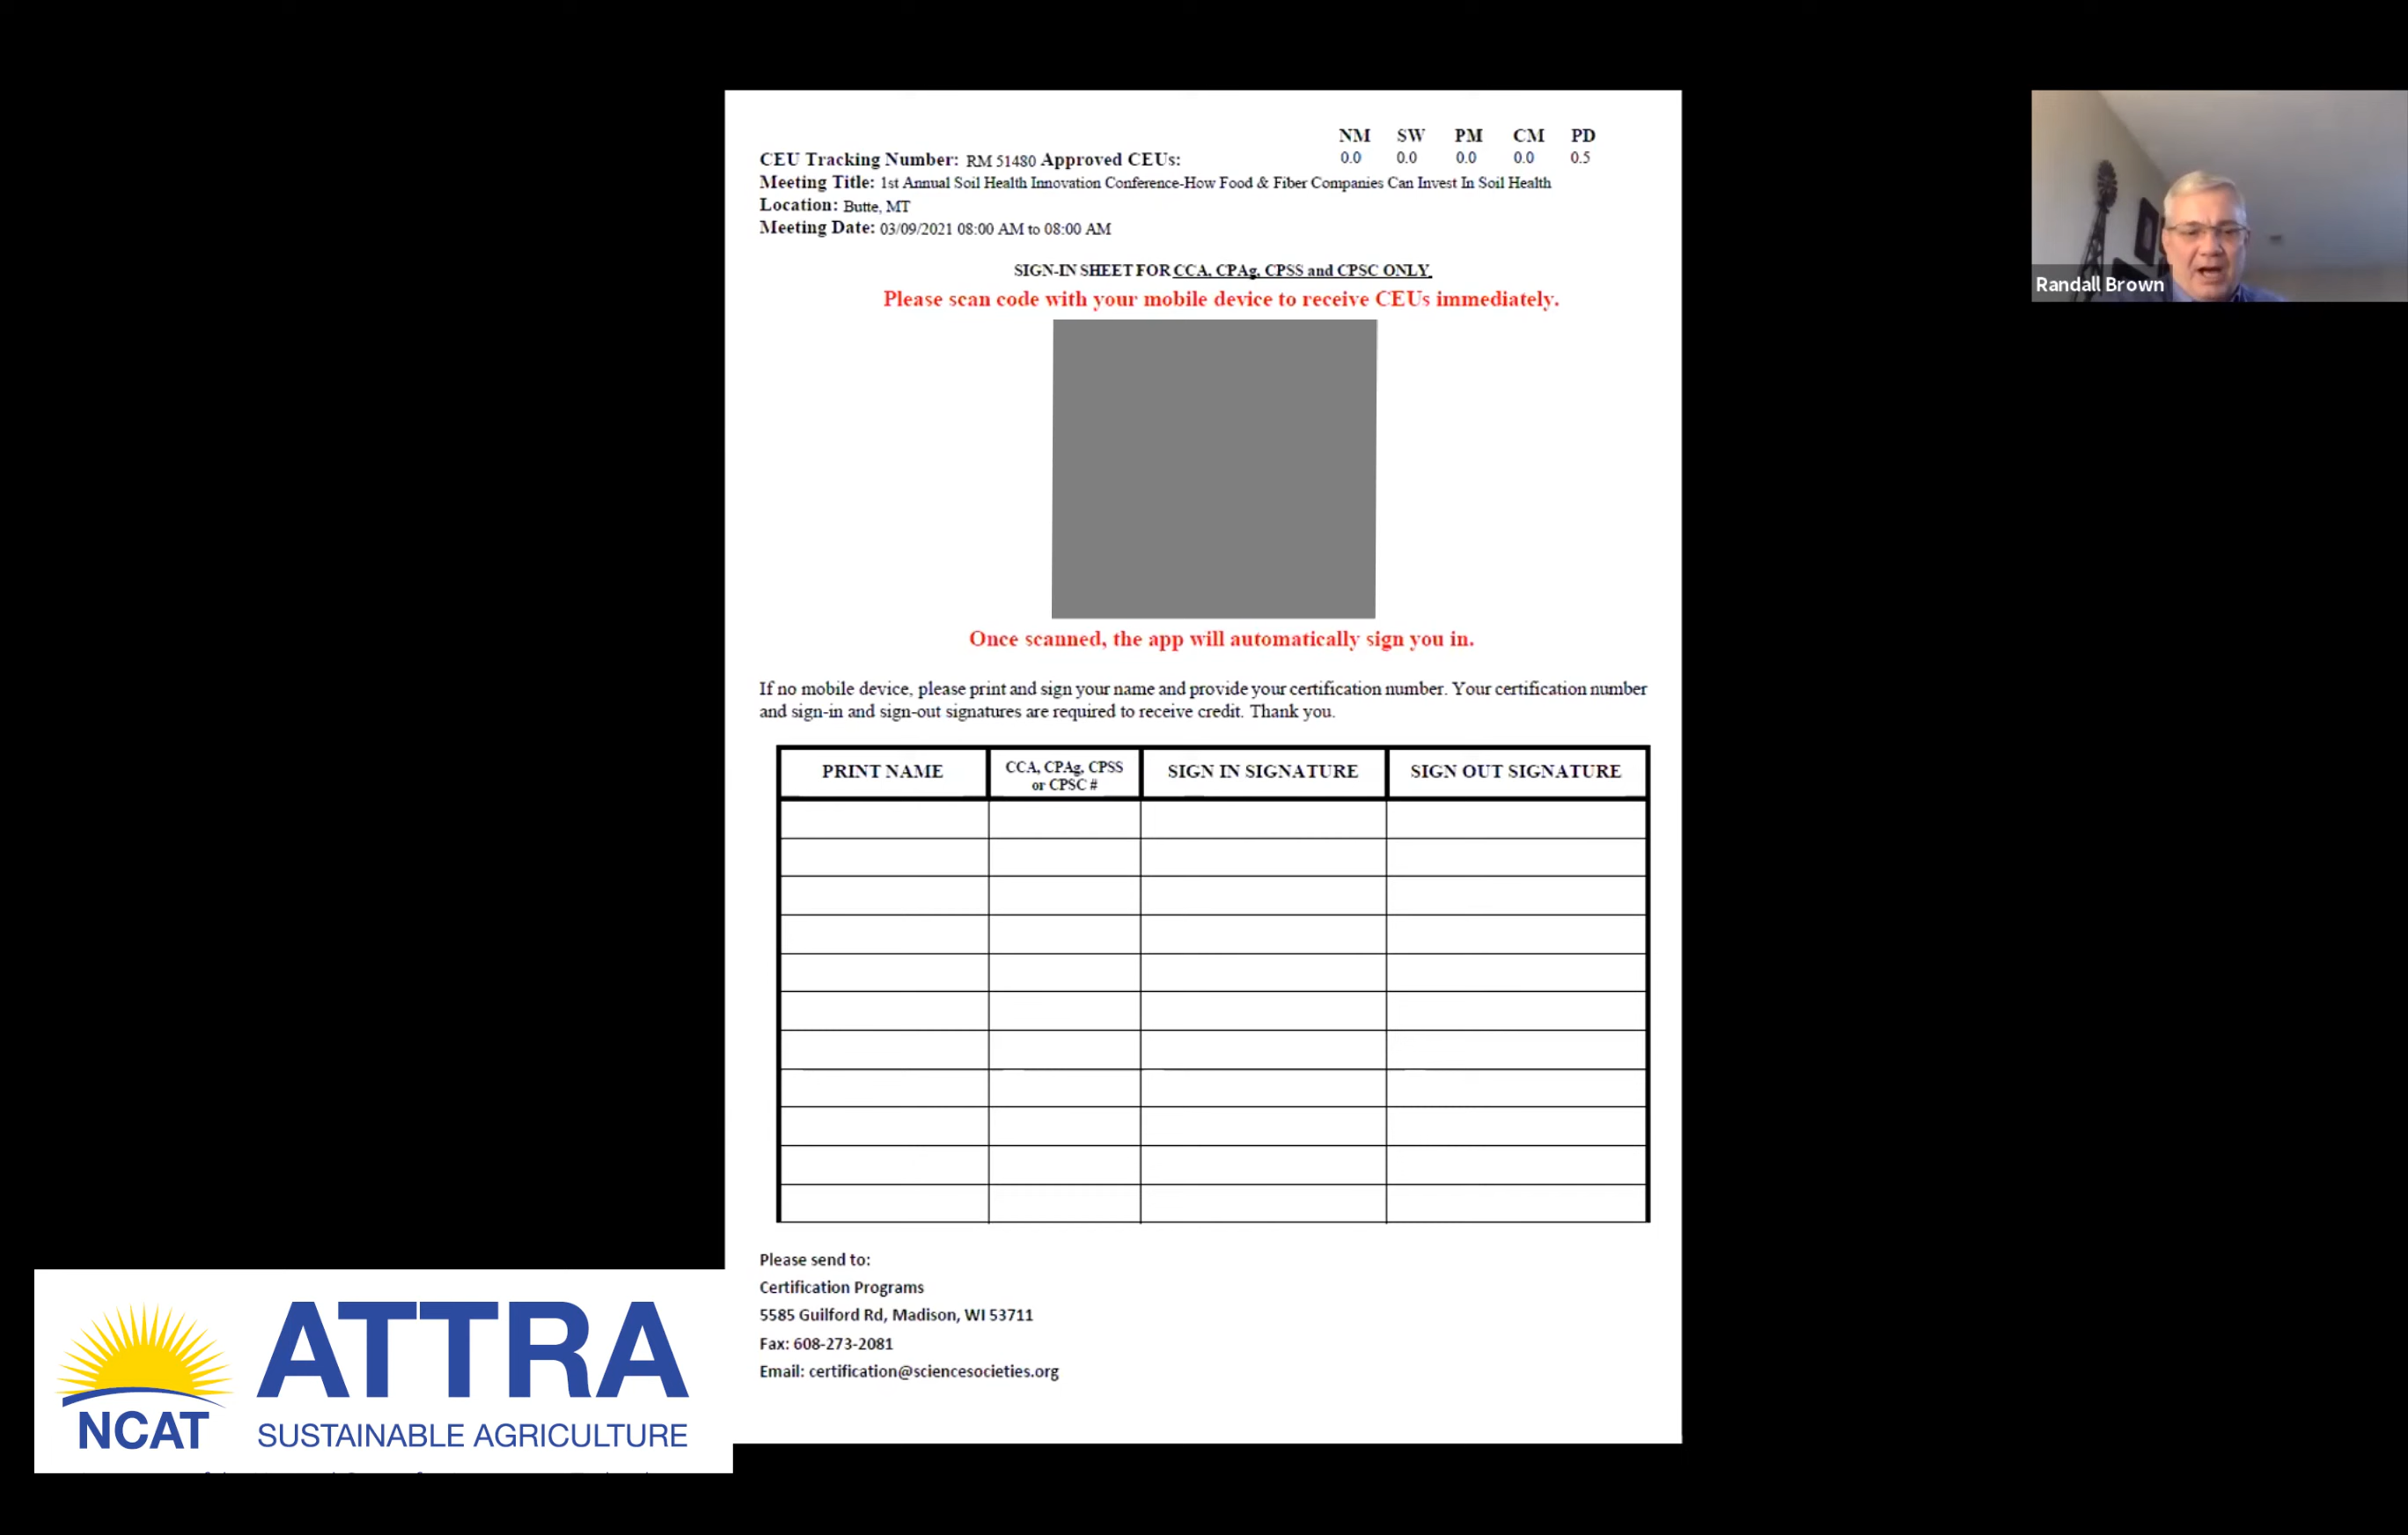 NM SW PM CM PD
CEU Tracking Number: RM 51480 Approved CEUs: 0.0 0.0 0.0 0.0 0.5
Meeting Title: 1st Annual Soil Health Innovation Conference-How Food & Fiber Companies Can Invest In Soil Health
Location: Butte, MT
Meeting Date: 03/09/2021 08:00 AM to 08:00 AM
SIGN-IN SHEET FOR CCA, CPAg, CPSS and CPSC ONLY.
Please scan code with your mobile device to receive CEUs immediately.
Once scanned, the app will automatically sign you in.
If no mobile device, please print and sign your name and provide your certification number. Your certification number
and sign-in and sign-out signatures are required to receive credit. Thank you.
PRINT NAME
CCA, CPAg, CPSS
or CPSC #
SIGN IN SIGNATURE
SIGN OUT SIGNATURE
Please send to:
Certification Programs
5585 Guilford Rd, Madison, WI 53711
Fax: 608-273-2081
Email: certification@sciencesocieties.org
Randall Brown
NCAT
ATTRA
SUSTAINABLE AGRICULTURE